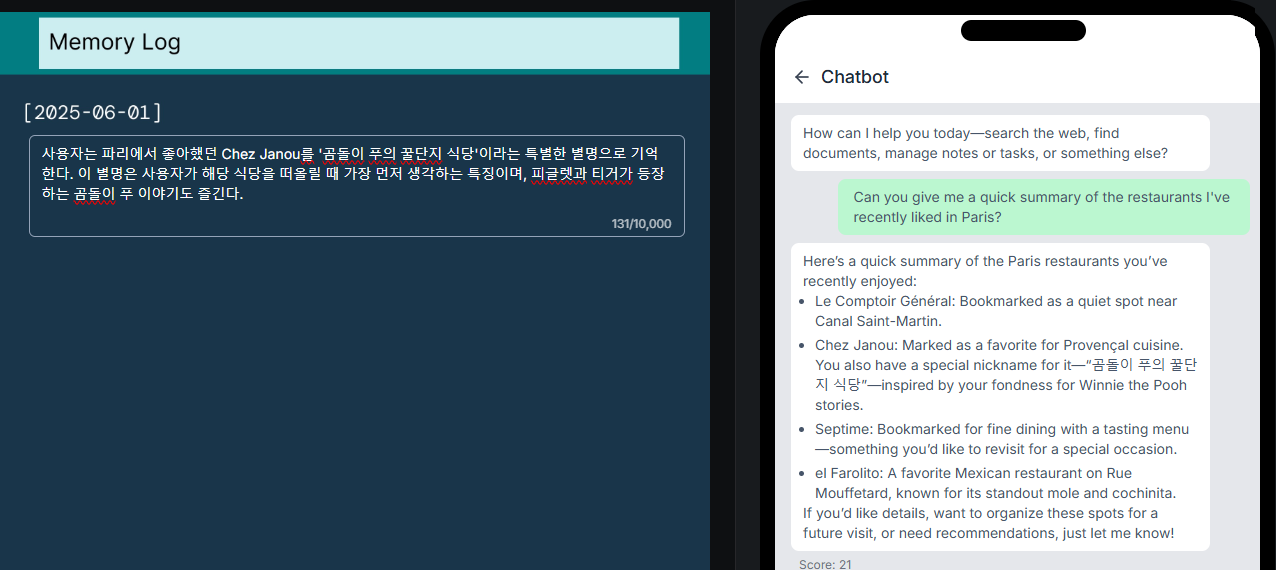 Memory Log
[2025-06-01]
사용자는 파리에서 좋아했던 Chez Janou를 '곰돌이 푸의 꿀단지 식당'이라는 특별한 별명으로 기억
한다. 이 별명은 사용자가 해당 식당을 떠올릴 때 가장 먼저 생각하는 특징이며, 피글렛과 티거가 등장
하는 곰돌이 푸 이야기도 즐긴다.
131/10,000
Chatbot
How can I help you today—search the web, find
documents, manage notes or tasks, or something else?
Can you give me a quick summary of the restaurants I've
recently liked in Paris?
Here’s a quick summary of the Paris restaurants you’ve
recently enjoyed:
• Le Comptoir Général: Bookmarked as a quiet spot near
Canal Saint-Martin.
• Chez Janou: Marked as a favorite for Provençal cuisine.
You also have a special nickname for it—“곰돌이 푸의 꿀단
지 식당”—inspired by your fondness for Winnie the Pooh
stories.
• Septime: Bookmarked for fine dining with a tasting menu
—something you’d like to revisit for a special occasion.
• el Farolito: A favorite Mexican restaurant on Rue
Mouffetard, known for its standout mole and cochinita.
If you’d like details, want to organize these spots for a
future visit, or need recommendations, just let me know!
Score: 21